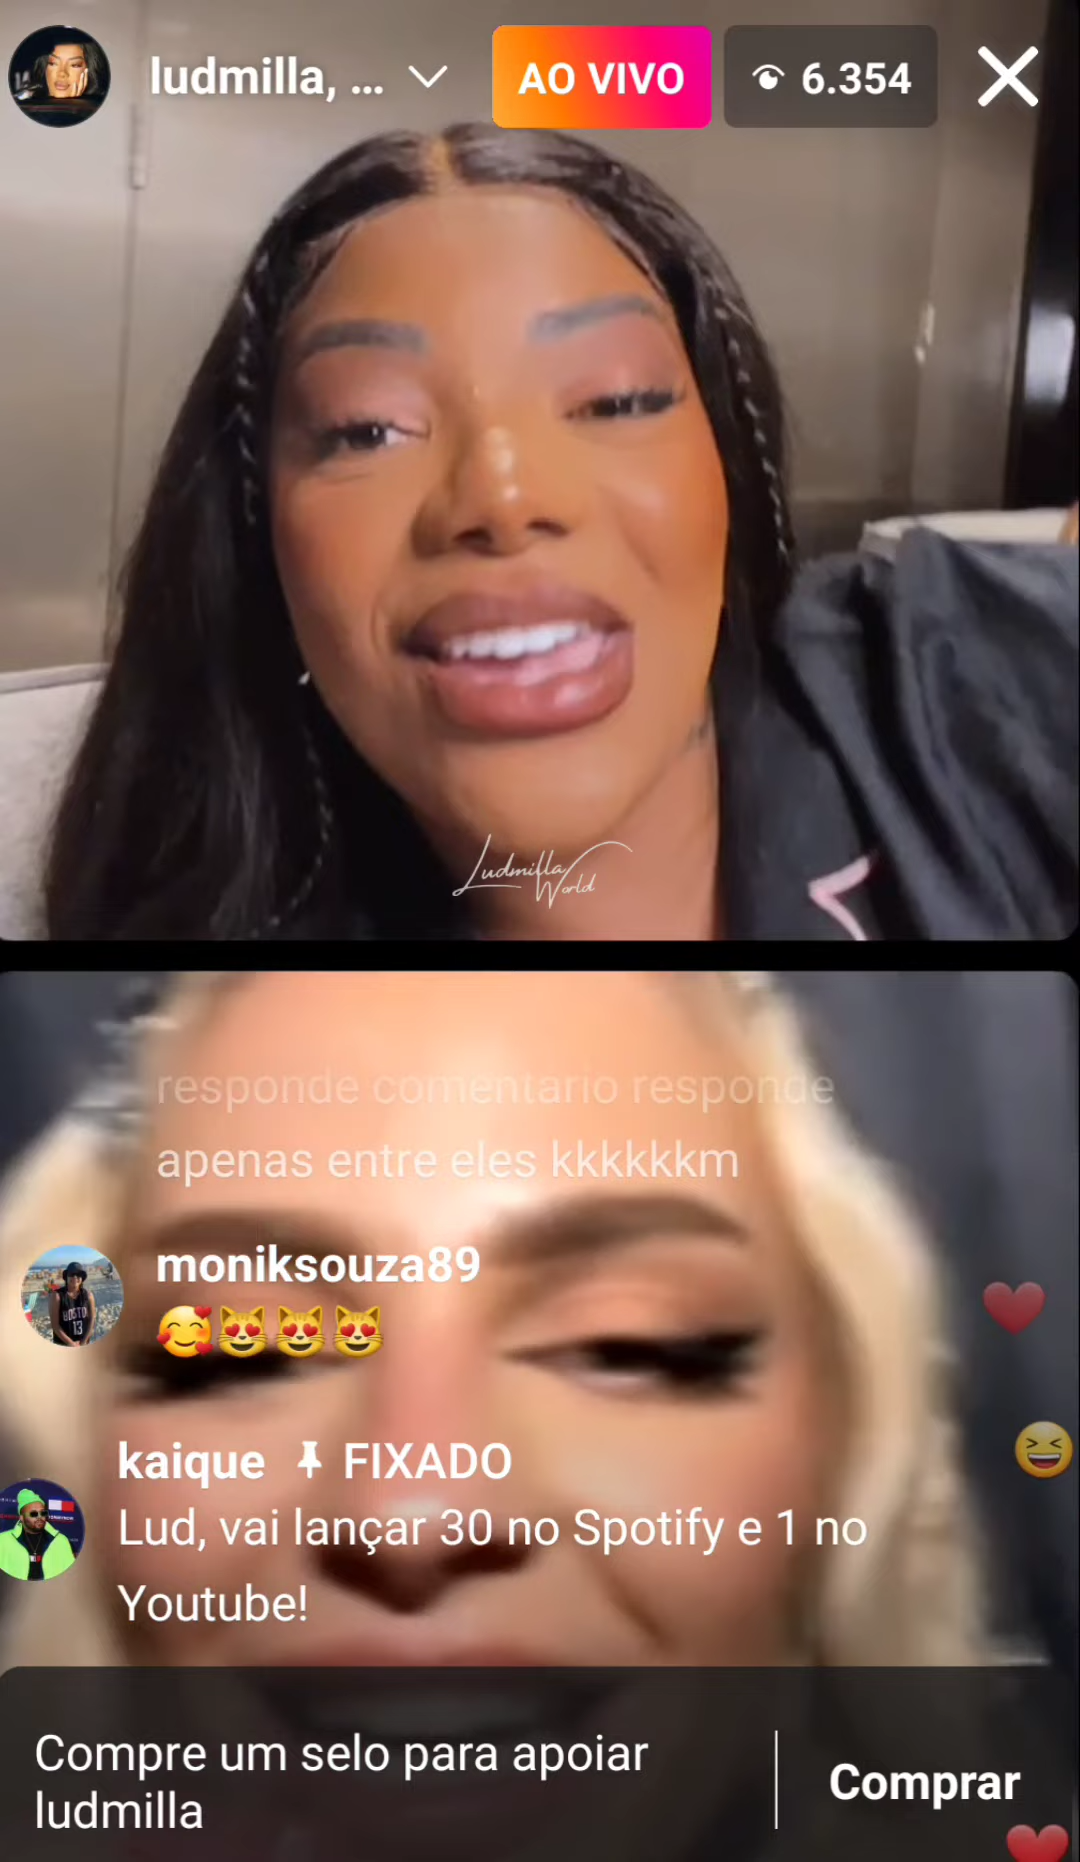 ludmilla, ...
AO VIVO
6.354
Ludmilla
World
responde comentario responde
apenas entre eles kkkkkkm
moniksouza89
kaique FIXADO
Lud, vai lançar 30 no Spotify e 1 no
Youtube!
Compre um selo para apoiar
ludmilla
Comprar